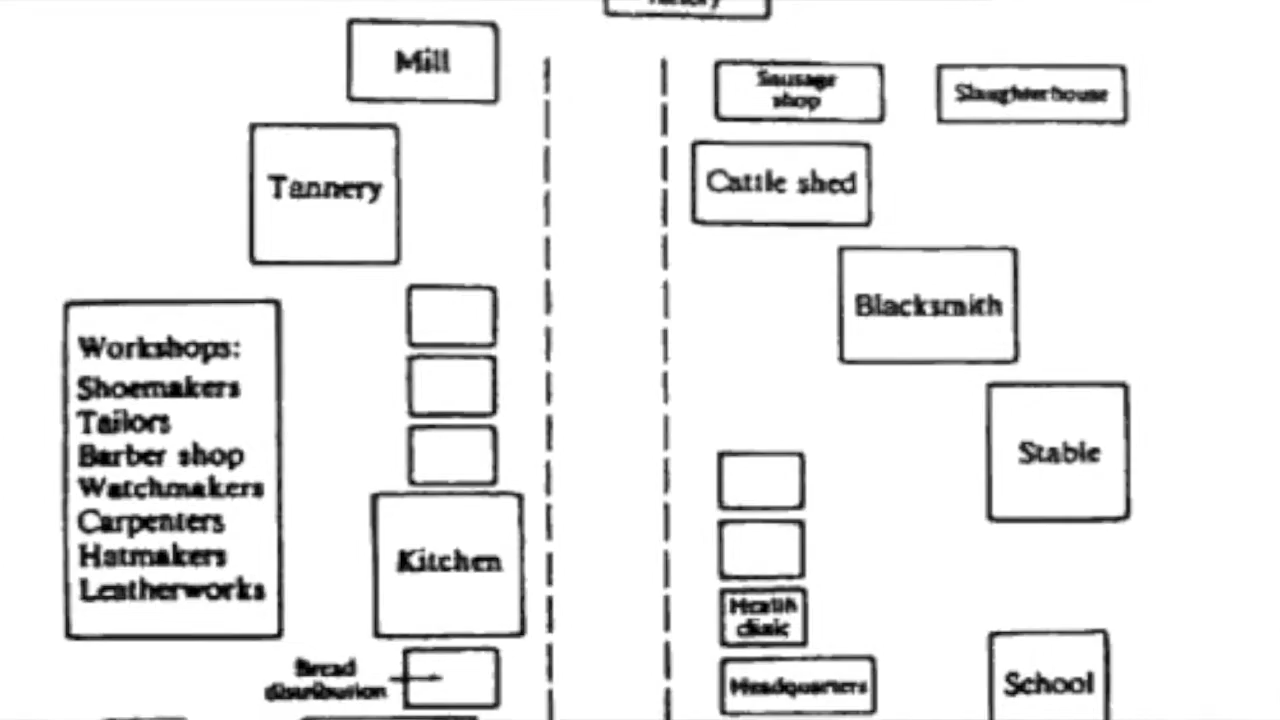 Mill
Sausage
shop
Slaughterhouse
Tannery
Cattle shed
Blacksmith
Workshops:
Shoemakers
Tailors
Barber shop
Watchmakers
Carpenters
Hatmakers
Leatherworks
Stable
Kitchen
Health
clinic
Bread
distribution
Headquarters
School